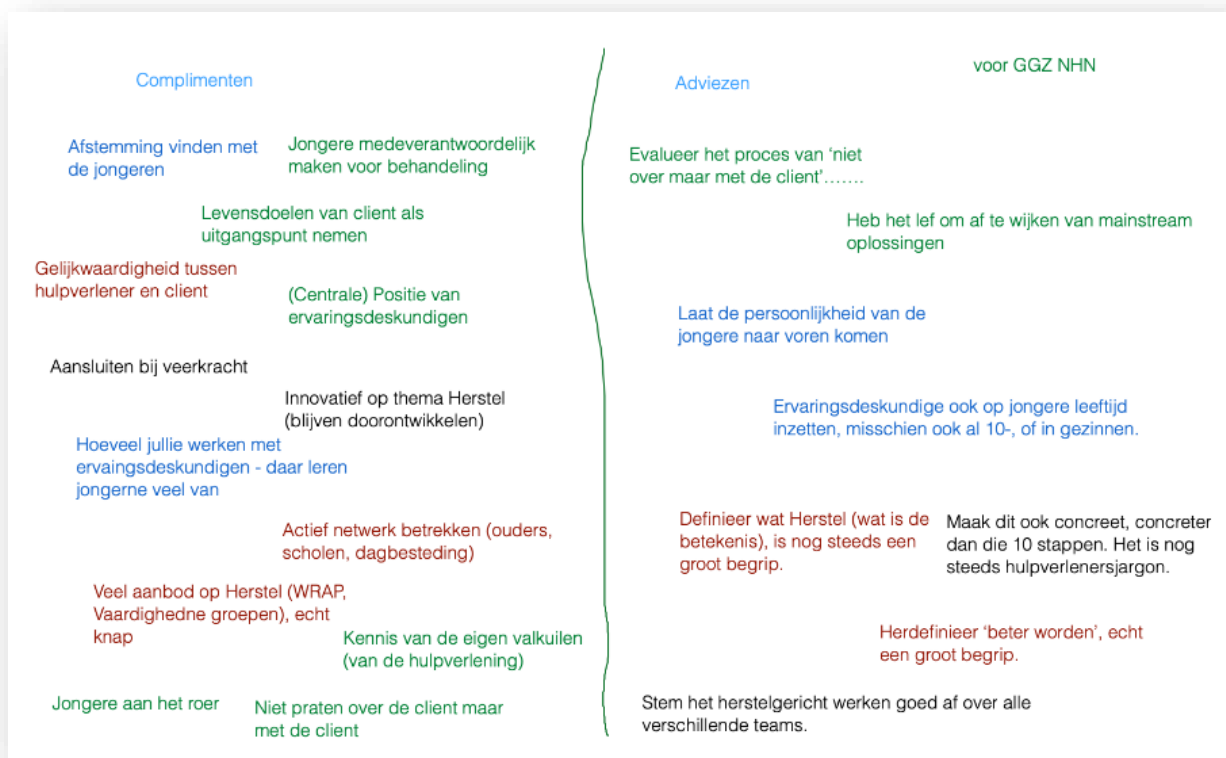 Complimenten
Afstemming vinden met
de jongeren
Jongere medeverantwoordelijk
maken voor behandeling
Levensdoelen van client als
uitgangspunt nemen
Gelijkwaardigheid tussen
hulpverlener en client
(Centrale) Positie van
ervaringsdeskundigen
Aansluiten bij veerkracht
Innovatief op thema Herstel
(blijven doorontwikkelen)
Hoeveel jullie werken met
ervaingsdeskundigen - daar leren
jongerne veel van
Actief netwerk betrekken (ouders,
scholen, dagbesteding)
Veel aanbod op Herstel (WRAP,
Vaardighedne groepen), echt
knap
Kennis van de eigen valkuilen
(van de hulpverlening)
Jongere aan het roer
Niet praten over de client maar
met de client
voor GGZ NHN
Adviezen
Evalueer het proces van ‘niet
over maar met de client’…….
Heb het lef om af te wijken van mainstream
oplossingen
Laat de persoonlijkheid van de
jongere naar voren komen
Ervaringsdeskundige ook op jongere leeftijd
inzetten, misschien ook al 10-, of in gezinnen.
Definieer wat Herstel (wat is de
betekenis), is nog steeds een
groot begrip.
Maak dit ook concreet, concreter
dan die 10 stappen. Het is nog
steeds hulpverlenersjargon.
Herdefinieer ‘beter worden’, echt
een groot begrip.
Stem het herstelgericht werken goed af over alle
verschillende teams.